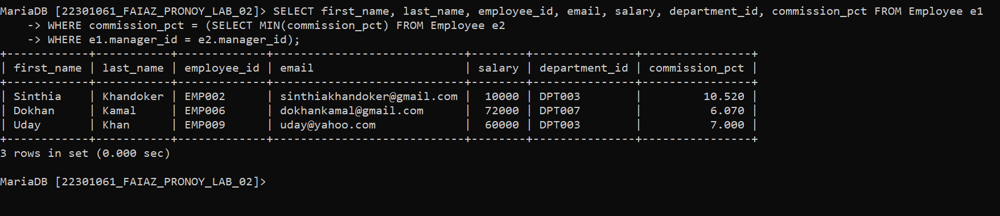 MariaDB [22301061_FAIAZ_PRONOY_LAB_02]> SELECT first_name, last_name, employee_id, email, salary, department_id, commission_pct FROM Employee e1
    -> WHERE commission_pct = (SELECT MIN(commission_pct) FROM Employee e2
    -> WHERE e1.manager_id = e2.manager_id);
+------------+-----------+-------------+----------------------------+--------+---------------+----------------+
| first_name | last_name | employee_id | email                      | salary | department_id | commission_pct |
+------------+-----------+-------------+----------------------------+--------+---------------+----------------+
| Sinthia    | Khandoker | EMP002      | sinthiakhandoker@gmail.com |  10000 | DPT003        |         10.520 |
| Dokhan     | Kamal     | EMP006      | dokhankamal@gmail.com      |  72000 | DPT007        |          6.070 |
| Uday       | Khan      | EMP009      | uday@yahoo.com             |  60000 | DPT003        |          7.000 |
+------------+-----------+-------------+----------------------------+--------+---------------+----------------+
3 rows in set (0.000 sec)
MariaDB [22301061_FAIAZ_PRONOY_LAB_02]>